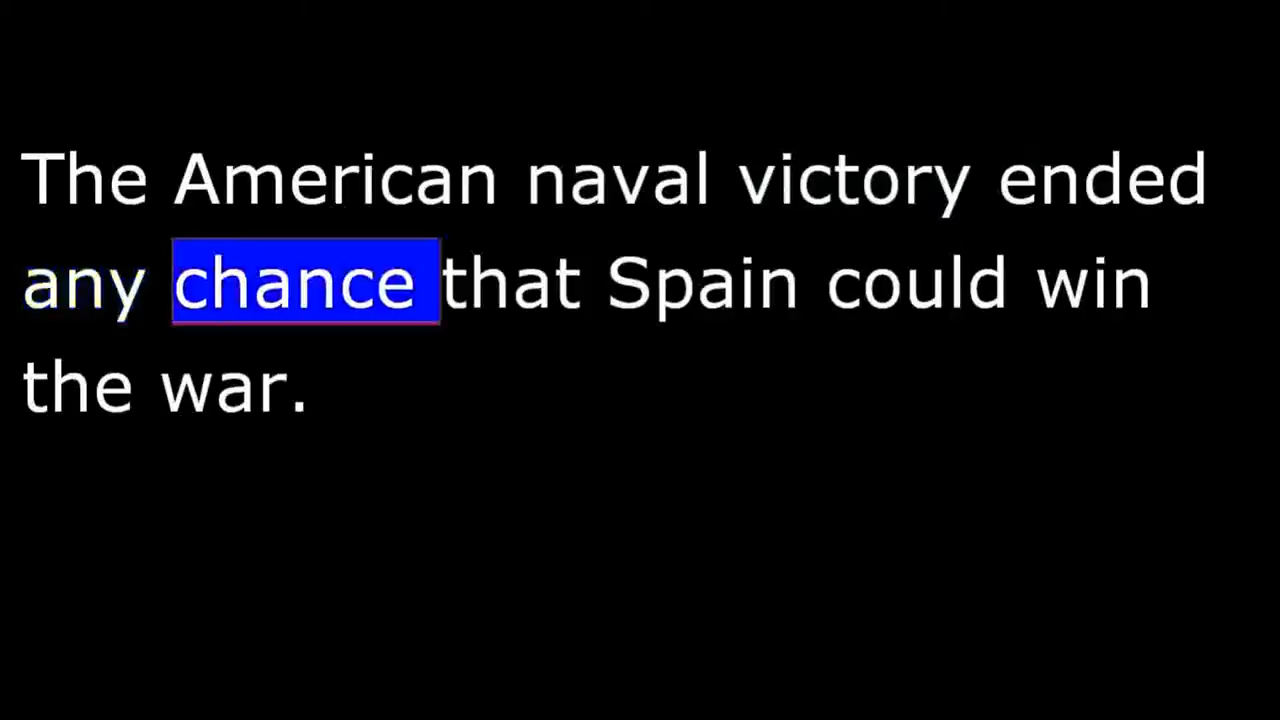 The American naval victory ended
any chance that Spain could win
the war.